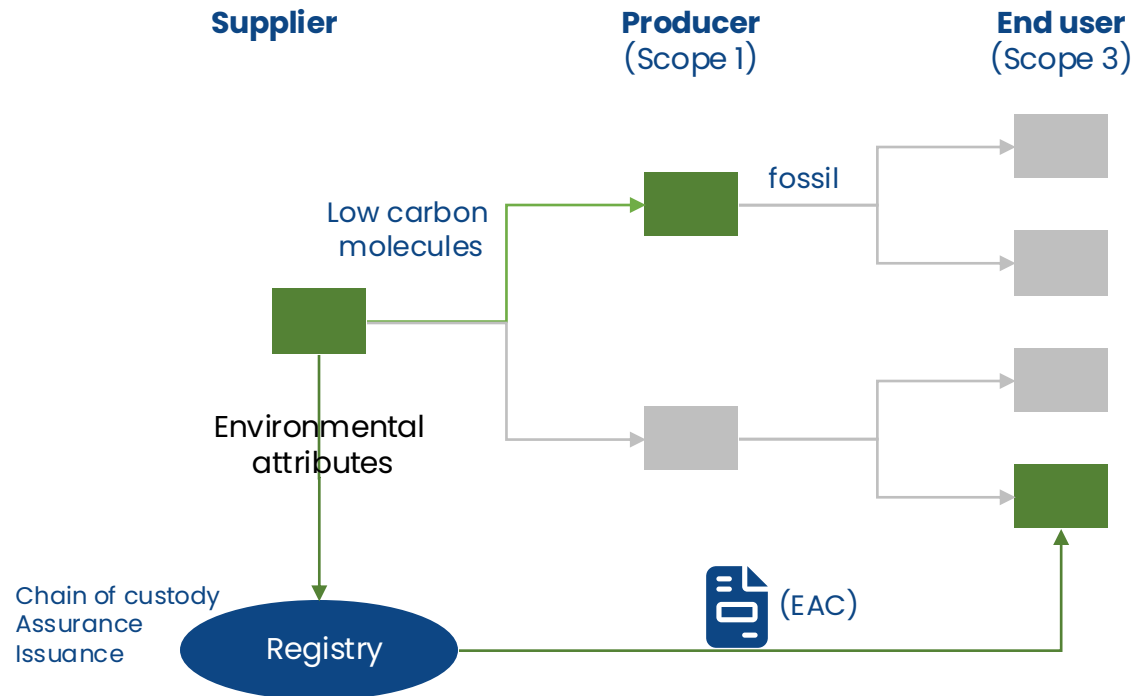 Supplier
Producer
(Scope 1)
End user
(Scope 3)
fossil
Low carbon
molecules
Environmental
attributes
Chain of custody
Assurance
Issuance
Registry
(EAC)